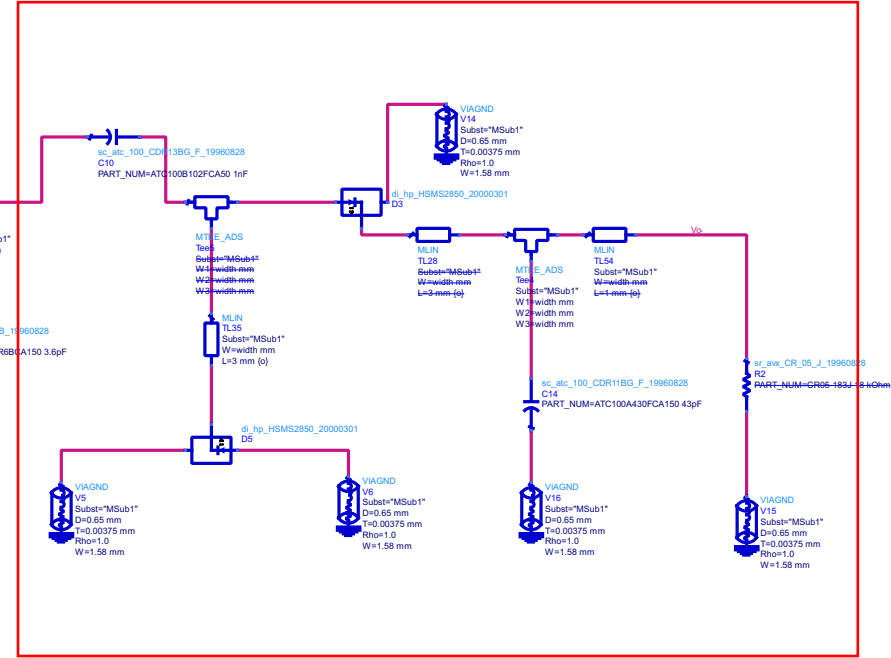 VIAGND
V14
Subst="MSub1"
D=0.65 mm
T=0.00375 mm
Rho=1.0
W=1.58 mm
sc_atc_100_CDR13BG_F_19960828
C10
PART_NUM=ATC100B102FCA50 1nF
di_hp_HSMS2850_20000301
D3
MTEE_ADS
Tee5
Subst="MSub1"
W1=width mm
W2=width mm
W3=width mm
MLIN
TL28
Subst="MSub1"
W=width mm
L=3 mm {o}
MTEE_ADS
Subst="MSub1"
W1=width mm
W2=width mm
W3=width mm
MLIN
TL54
Subst="MSub1"
W=width mm
L=1 mm {o}
Vo
MLIN
TL35
Subst="MSub1"
W=width mm
L=3 mm {o}
B_19960828
R6BCA150 3.6pF
sr_avx_CR_05_J_19960828
R2
PART_NUM=CR05-183J 18 kOhm
sc_atc_100_CDR11BG_F_19960828
C14
PART_NUM=ATC100A430FCA150 43pF
di_hp_HSMS2850_20000301
D5
VIAGND
V5
Subst="MSub1"
D=0.65 mm
T=0.00375 mm
Rho=1.0
W=1.58 mm
VIAGND
V6
Subst="MSub1"
D=0.65 mm
T=0.00375 mm
Rho=1.0
W=1.58 mm
VIAGND
V16
Subst="MSub1"
D=0.65 mm
T=0.00375 mm
Rho=1.0
W=1.58 mm
VIAGND
V15
Subst="MSub1"
D=0.65 mm
T=0.00375 mm
Rho=1.0
W=1.58 mm